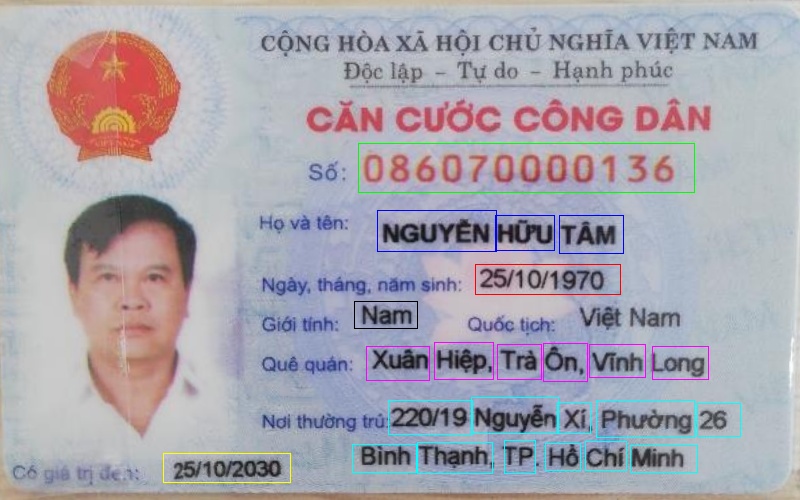 CỘNG HÒA XÃ HỘI CHỦ NGHĨA VIỆT NAM
Độc lập – Tự do – Hạnh phúc
CĂN CƯỚC CÔNG DÂN
Số: 086070000136
Họ và tên: NGUYỄN HỮU TÂM
Ngày, tháng, năm sinh: 25/10/1970
Giới tính: Nam Quốc tịch: Việt Nam
Quê quán: Xuân Hiệp, Trà Ôn, Vĩnh Long
Nơi thường trú: 220/19 Nguyễn Xí, Phường 26
Bình Thạnh, TP. Hồ Chí Minh
Có giá trị đến: 25/10/2030